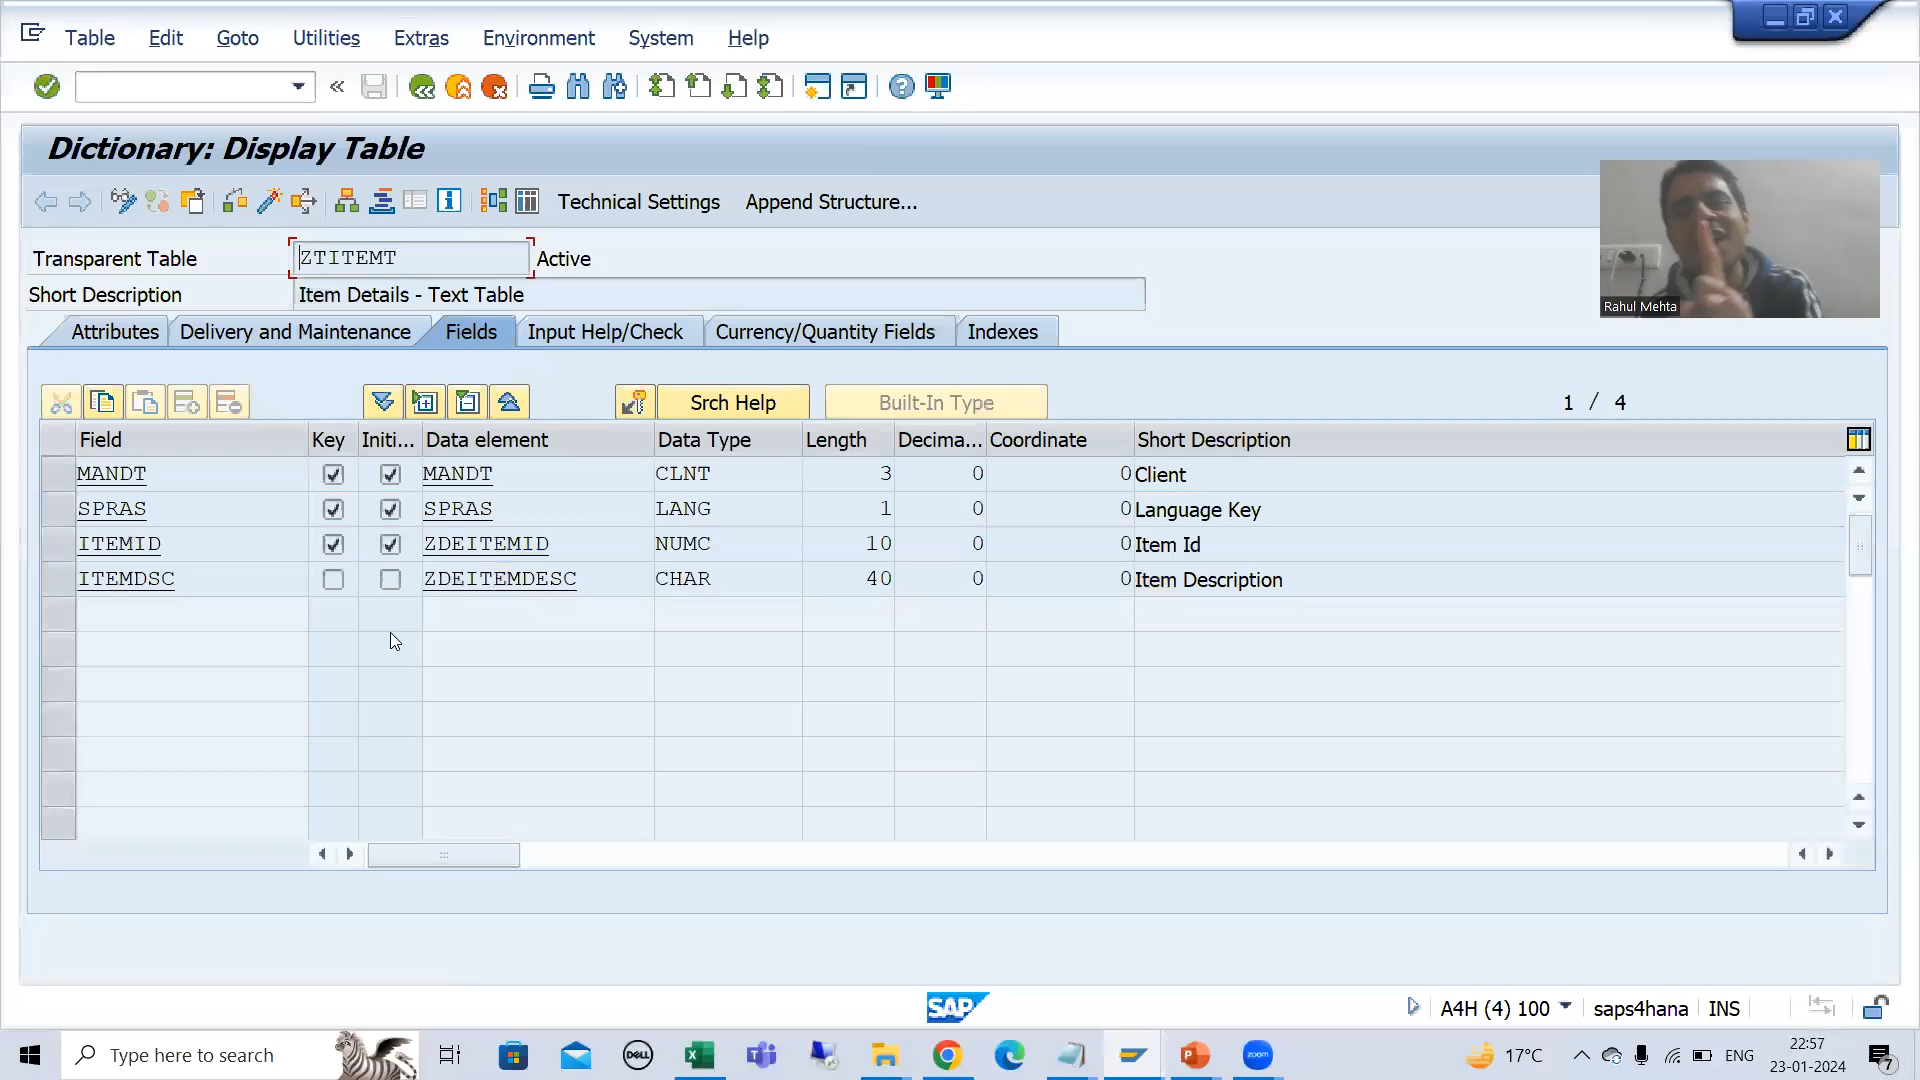 Table Edit Goto Utilities Extras Environment System Help
Dictionary: Display Table
Technical Settings Append Structure...
Transparent Table ZTITEMT Active
Short Description Item Details - Text Table
Rahul Mehta
Attributes Delivery and Maintenance Fields Input Help/Check Currency/Quantity Fields Indexes
Srch Help Built-In Type 1 / 4
Field Key Initi... Data element Data Type Length Decima... Coordinate Short Description
MANDT MANDT CLNT 3 0 0 Client
SPRAS SPRAS LANG 1 0 0 Language Key
ITEMID ZDEITEMID NUMC 10 0 0 Item Id
ITEMDSC ZDEITEMDESC CHAR 40 0 0 Item Description
SAP
A4H (4) 100 saps4hana INS
Type here to search
DELL
zoom
17°C ENG
22:57
23-01-2024
7